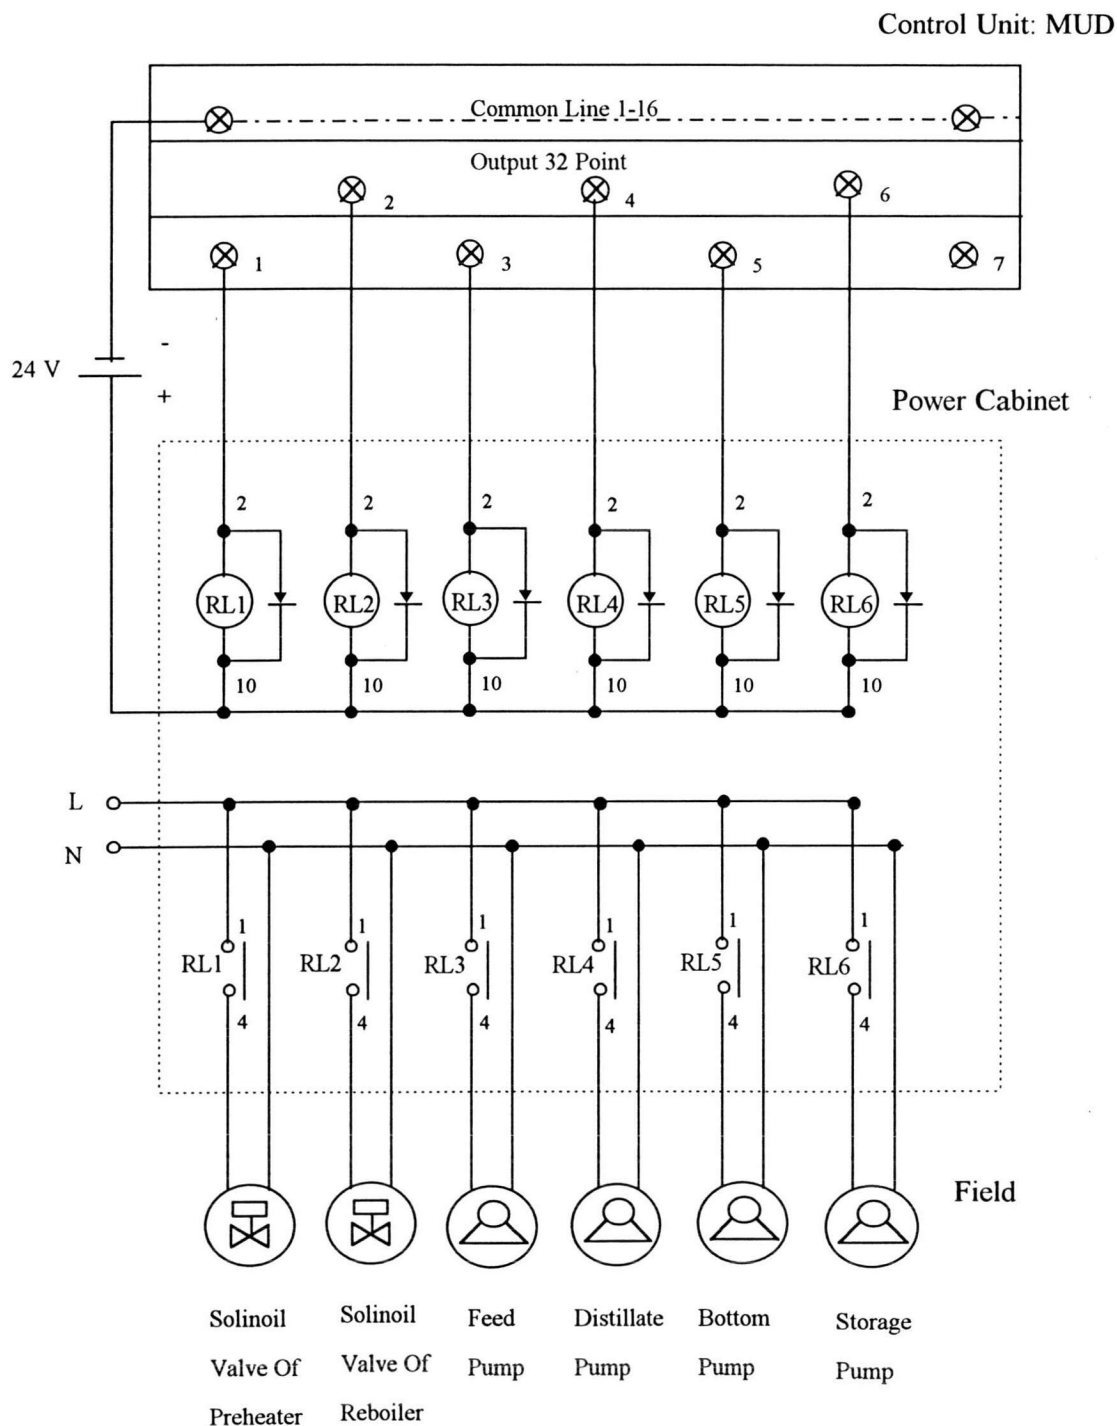 Control Unit: MUD
Common Line 1-16
Output 32 Point
2 4 6
1 3 5 7
24 V
-
+
Power Cabinet
2 2 2 2 2 2
RL1 RL2 RL3 RL4 RL5 RL6
10 10 10 10 10 10
L
N
1 1 1 1 1 1
RL1 RL2 RL3 RL4 RL5 RL6
4 4 4 4 4 4
Field
Solinoil
Valve Of
Preheater
Solinoil
Valve Of
Reboiler
Feed
Pump
Distillate
Pump
Bottom
Pump
Storage
Pump